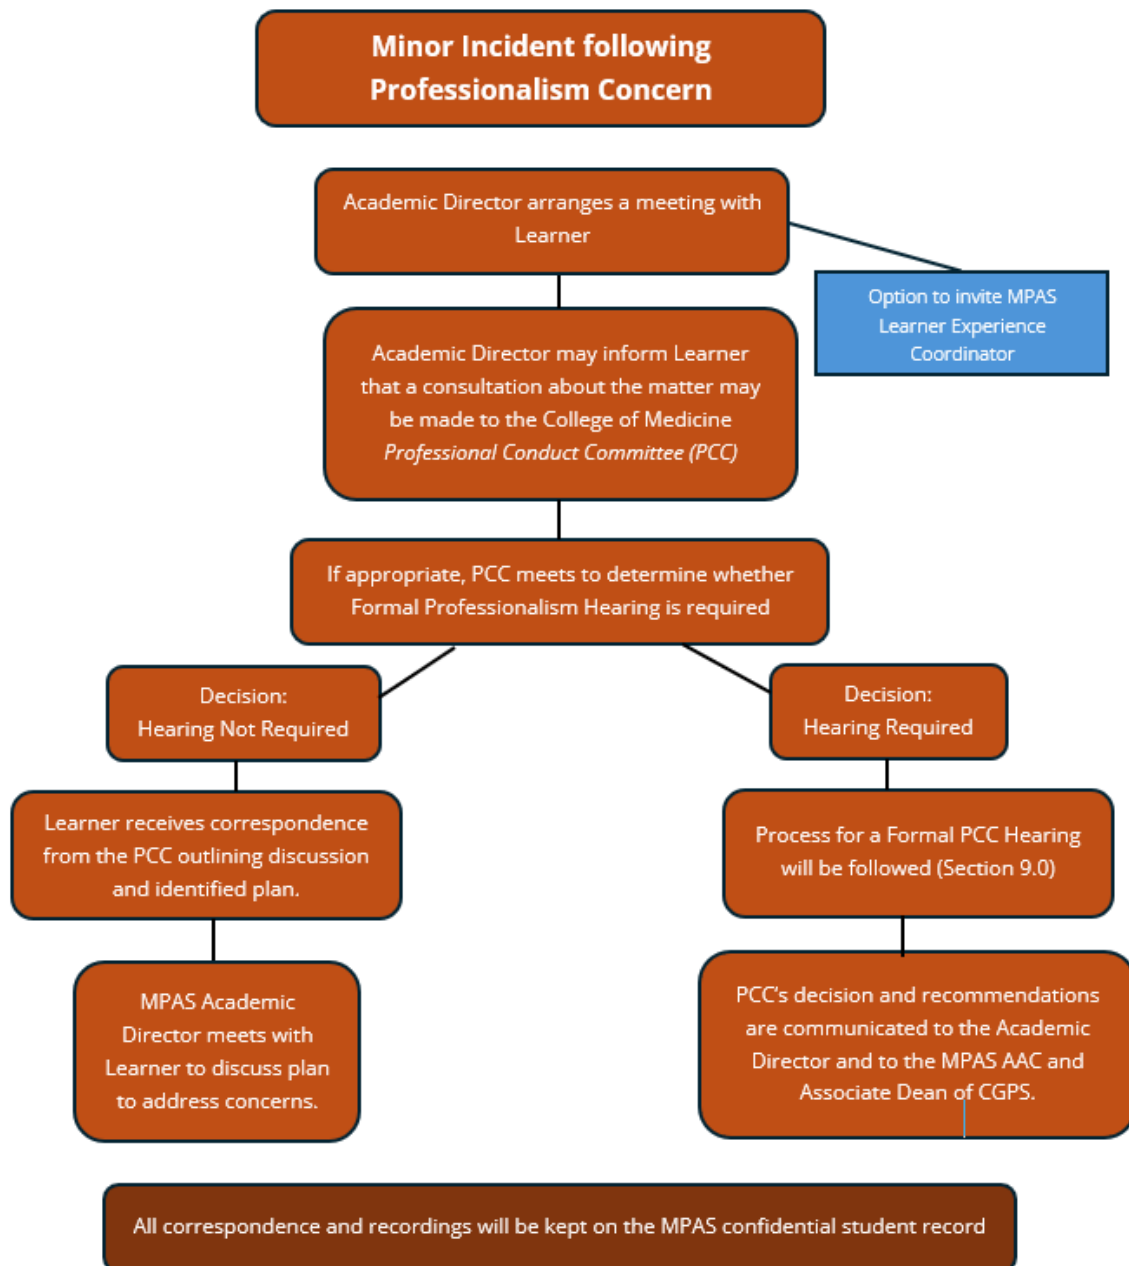 Minor Incident following
Professionalism Concern
Academic Director arranges a meeting with
Learner
Option to invite MPAS
Learner Experience
Coordinator
Academic Director may inform Learner
that a consultation about the matter may
be made to the College of Medicine
Professional Conduct Committee (PCC)
If appropriate, PCC meets to determine whether
Formal Professionalism Hearing is required
Decision:
Hearing Not Required
Learner receives correspondence
from the PCC outlining discussion
and identified plan.
MPAS Academic
Director meets with
Learner to discuss plan
to address concerns.
Decision:
Hearing Required
Process for a Formal PCC Hearing
will be followed (Section 9.0)
PCC's decision and recommendations
are communicated to the Academic
Director and to the MPAS AAC and
Associate Dean of CGPS.
All correspondence and recordings will be kept on the MPAS confidential student record